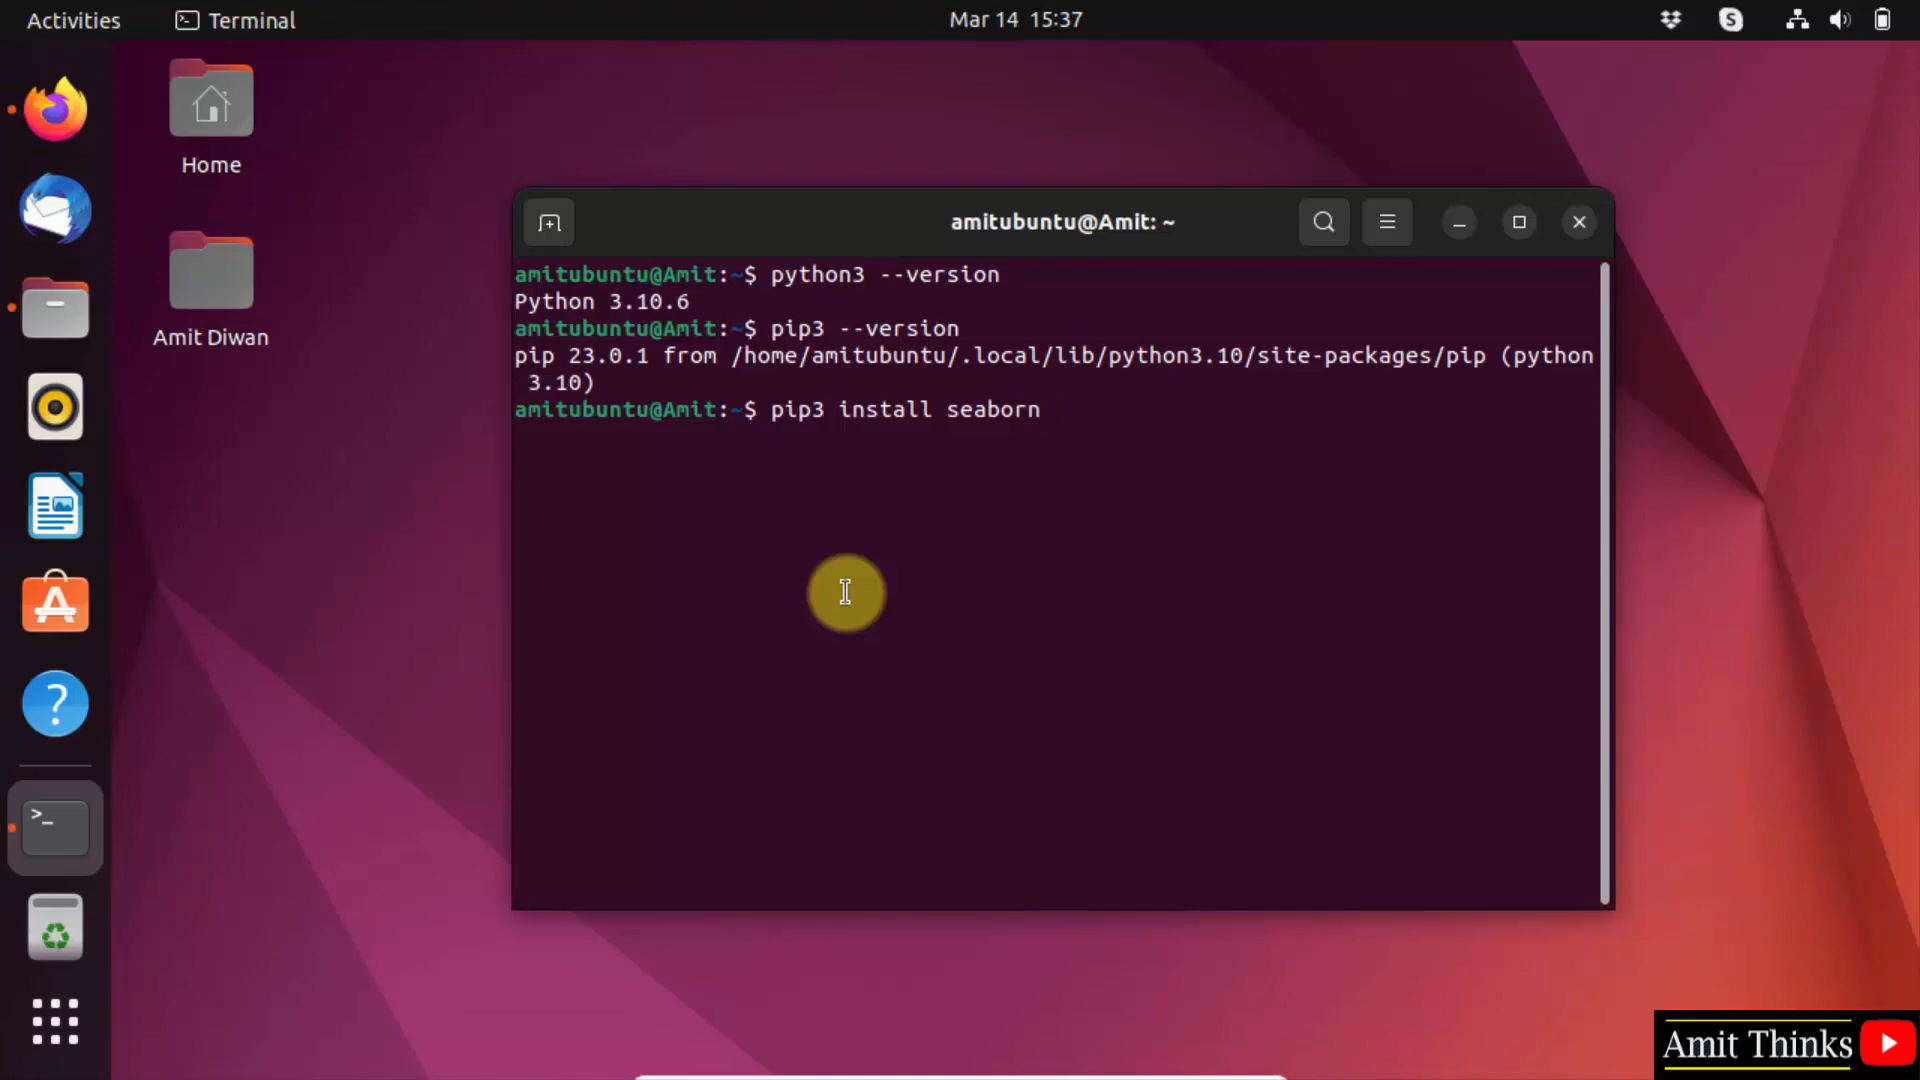 Activities
Terminal
Mar 14 15:37
S
Home
Amit Diwan
amitubuntu@Amit: ~
amitubuntu@Amit:~$ python3 --version
Python 3.10.6
amitubuntu@Amit:~$ pip3 --version
pip 23.0.1 from /home/amitubuntu/.local/lib/python3.10/site-packages/pip (python
 3.10)
amitubuntu@Amit:~$ pip3 install seaborn
?
>_
Amit Thinks